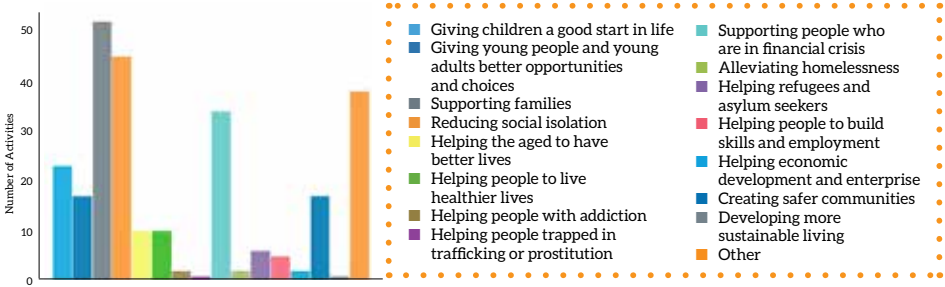 Number of Activities
50
40
30
20
10
0
Giving children a good start in life
Giving young people and young
adults better opportunities
and choices
Supporting families
Reducing social isolation
Helping the aged to have
better lives
Helping people to live
healthier lives
Helping people with addiction
Helping people trapped in
trafficking or prostitution
Supporting people who
are in financial crisis
Alleviating homelessness
Helping refugees and
asylum seekers
Helping people to build
skills and employment
Helping economic
development and enterprise
Creating safer communities
Developing more
sustainable living
Other